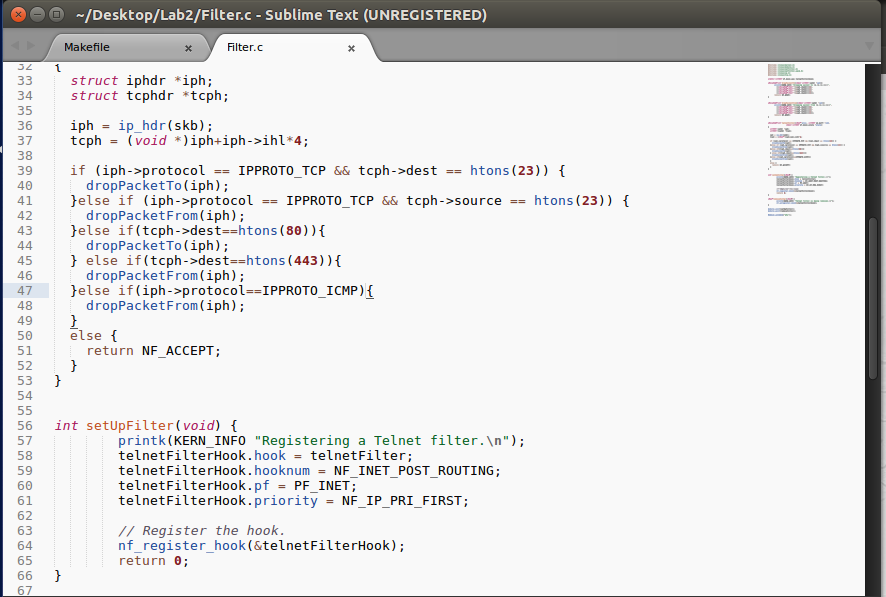 ~/Desktop/Lab2/Filter.c - Sublime Text (UNREGISTERED)
Makefile × Filter.c ×
32 {
33   struct iphdr *iph;
34   struct tcphdr *tcph;
35
36   iph = ip_hdr(skb);
37   tcph = (void *)iph+iph->ihl*4;
38
39   if (iph->protocol == IPPROTO_TCP && tcph->dest == htons(23)) {
40     dropPacketTo(iph);
41   }else if (iph->protocol == IPPROTO_TCP && tcph->source == htons(23)) {
42     dropPacketFrom(iph);
43   }else if(tcph->dest==htons(80)){
44     dropPacketTo(iph);
45   } else if(tcph->dest==htons(443)){
46     dropPacketFrom(iph);
47   }else if(iph->protocol==IPPROTO_ICMP){
48     dropPacketFrom(iph);
49   }
50   else {
51     return NF_ACCEPT;
52   }
53 }
54
55
56 int setUpFilter(void) {
57         printk(KERN_INFO "Registering a Telnet filter.\n");
58         telnetFilterHook.hook = telnetFilter;
59         telnetFilterHook.hooknum = NF_INET_POST_ROUTING;
60         telnetFilterHook.pf = PF_INET;
61         telnetFilterHook.priority = NF_IP_PRI_FIRST;
62
63         // Register the hook.
64         nf_register_hook(&telnetFilterHook);
65         return 0;
66 }
67